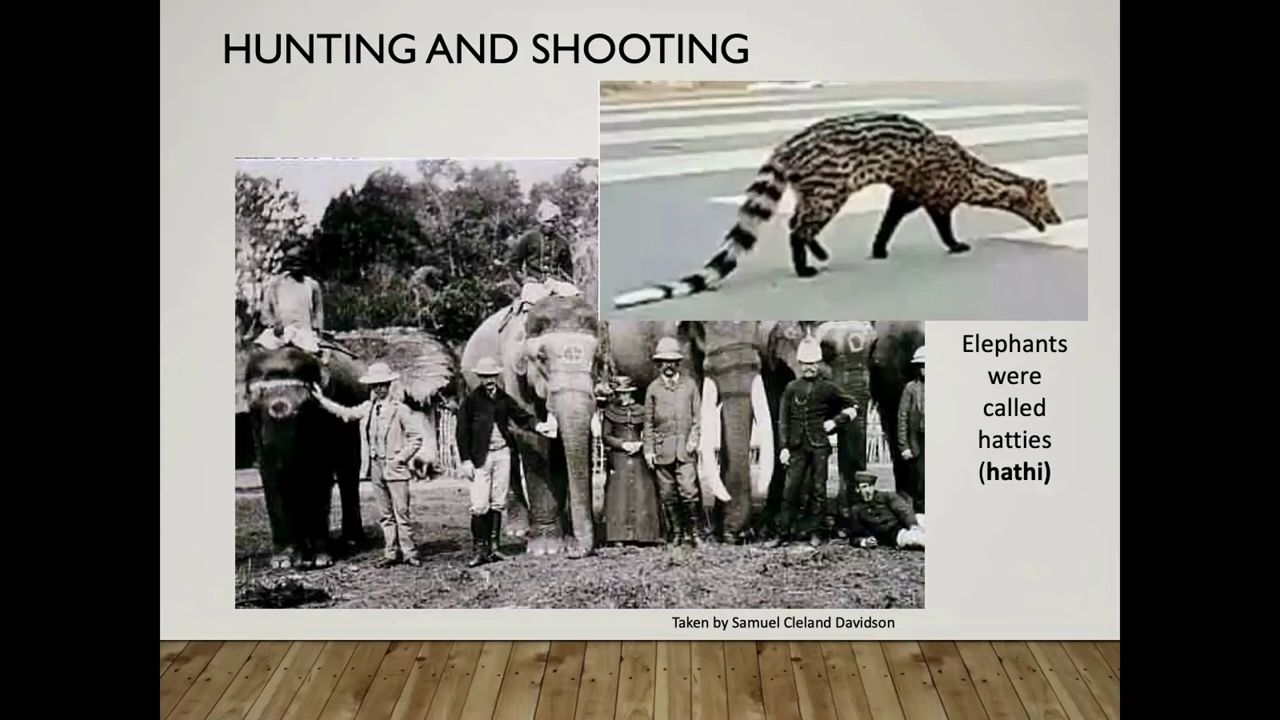 HUNTING AND SHOOTING
Elephants
were
called
hatties
(hathi)
Taken by Samuel Cleland Davidson